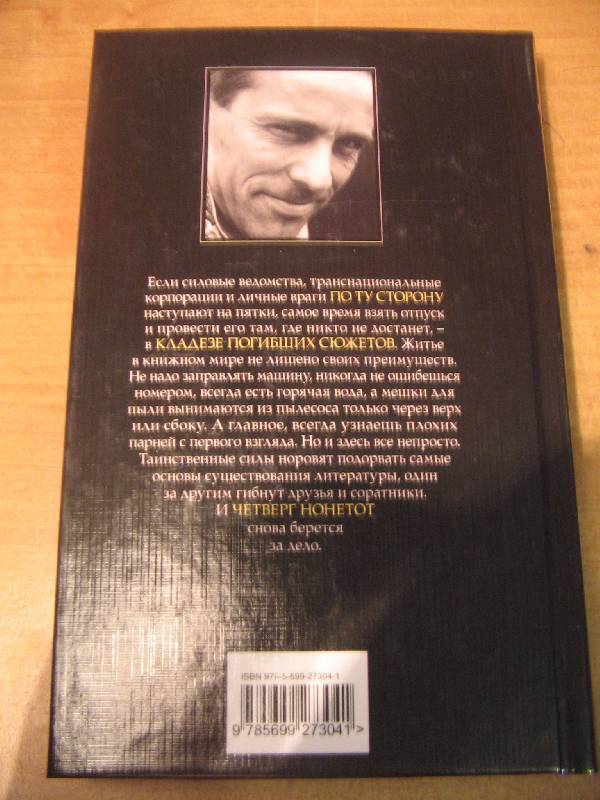 Если силовые ведомства, транснациональные
корпорации и личные враги ПО ТУ СТОРОНУ
наступают на пятки, самое время взять отпуск
и провести его там, где никто не достанет, –
в КЛАДЕЗЕ ПОГИБШИХ СЮЖЕТОВ. Житье
в книжном мире не лишено своих преимуществ.
Не надо заправлять машину, никогда не ошибешься
номером, всегда есть горячая вода, а мешки для
пыли вынимаются из пылесоса только через верх
или сбоку. А главное, всегда узнаешь плохих
парней с первого взгляда. Но и здесь все непросто.
Таинственные силы норовят подорвать самые
основы существования литературы, один
за другим гибнут друзья и соратники.
И ЧЕТВЕРГ НОНЕТОТ
снова берется
за дело.
ISBN 978-5-699-27304-1
9 785699 273041 >